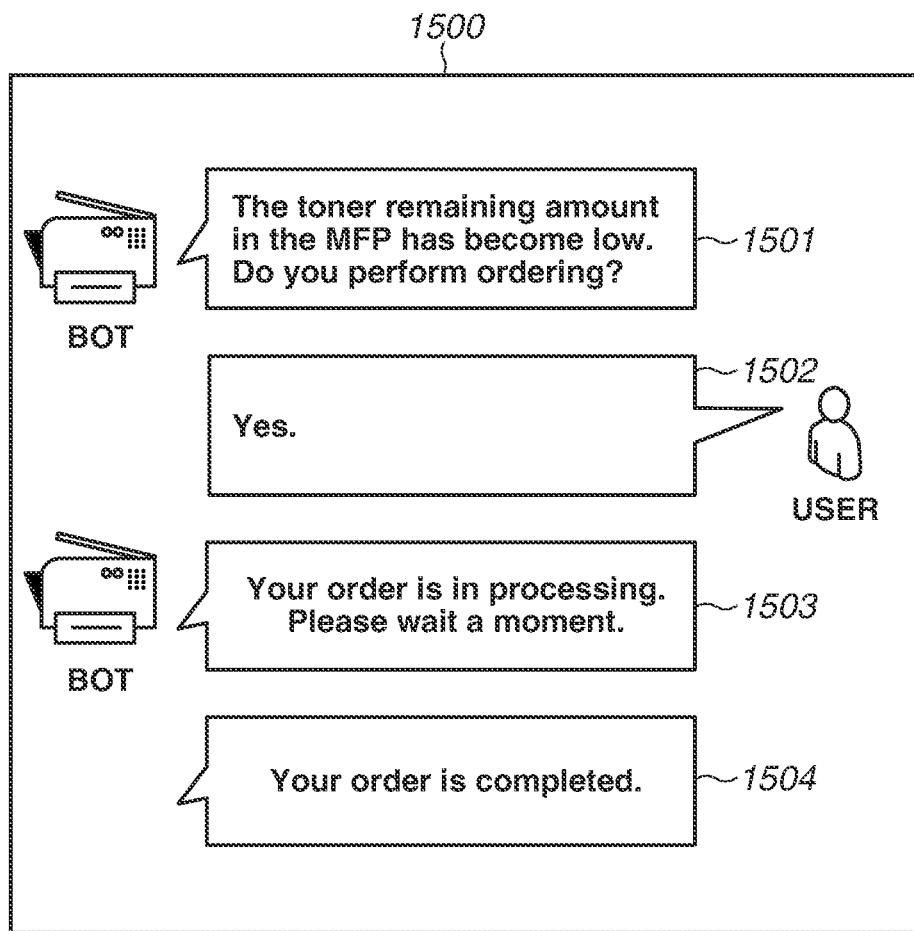 1500
The toner remaining amount
in the MFP has become low.
Do you perform ordering?
1501
BOT
1502
Yes.
USER
Your order is in processing.
Please wait a moment.
1503
BOT
Your order is completed.
1504